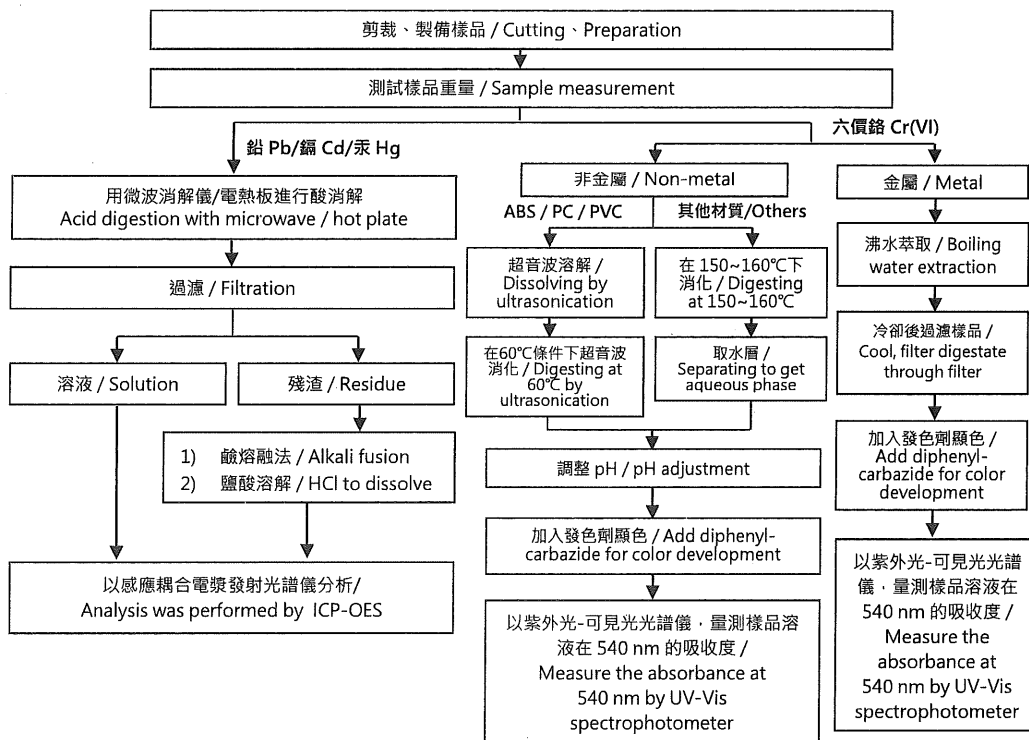 剪裁、製備樣品 / Cutting、Preparation
測試樣品重量 / Sample measurement
鉛 Pb/鎘 Cd/汞 Hg
六價鉻 Cr(VI)
用微波消解儀/電熱板進行酸消解
Acid digestion with microwave / hot plate
過濾 / Filtration
溶液 / Solution
殘渣 / Residue
1) 鹼熔融法 / Alkali fusion
2) 鹽酸溶解 / HCl to dissolve
以感應耦合電漿發射光譜儀分析/
Analysis was performed by ICP-OES
非金屬 / Non-metal
ABS / PC / PVC
其他材質/Others
超音波溶解 /
Dissolving by
ultrasonication
在60℃條件下超音波
消化 / Digesting at
60℃ by
ultrasonication
在 150~160℃下
消化 / Digesting
at 150~160℃
取水層 /
Separating to get
aqueous phase
調整 pH / pH adjustment
加入發色劑顯色 / Add diphenyl-
carbazide for color development
以紫外光-可見光光譜儀，量測樣品溶
液在 540 nm 的吸收度 /
Measure the absorbance at
540 nm by UV-Vis
spectrophotometer
金屬 / Metal
沸水萃取 / Boiling
water extraction
冷卻後過濾樣品 /
Cool, filter digestate
through filter
加入發色劑顯色 /
Add diphenyl-
carbazide for color
development
以紫外光-可見光光譜
儀，量測樣品溶液在
540 nm 的吸收度 /
Measure the
absorbance at
540 nm by UV-Vis
spectrophotometer